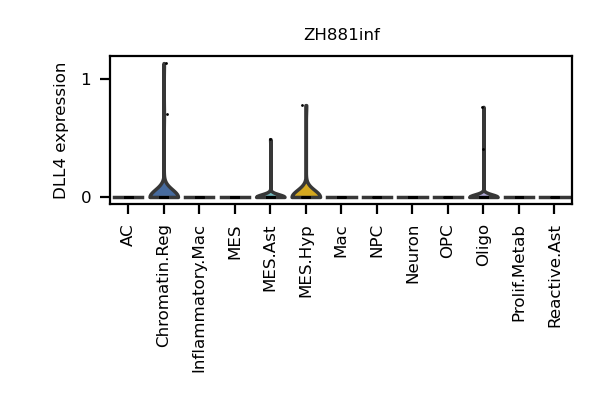 ZH881inf
DLL4 expression
1
0
AC
Chromatin.Reg
Inflammatory.Mac
MES
MES.Ast
MES.Hyp
Mac
NPC
Neuron
OPC
Oligo
Prolif.Metab
Reactive.Ast